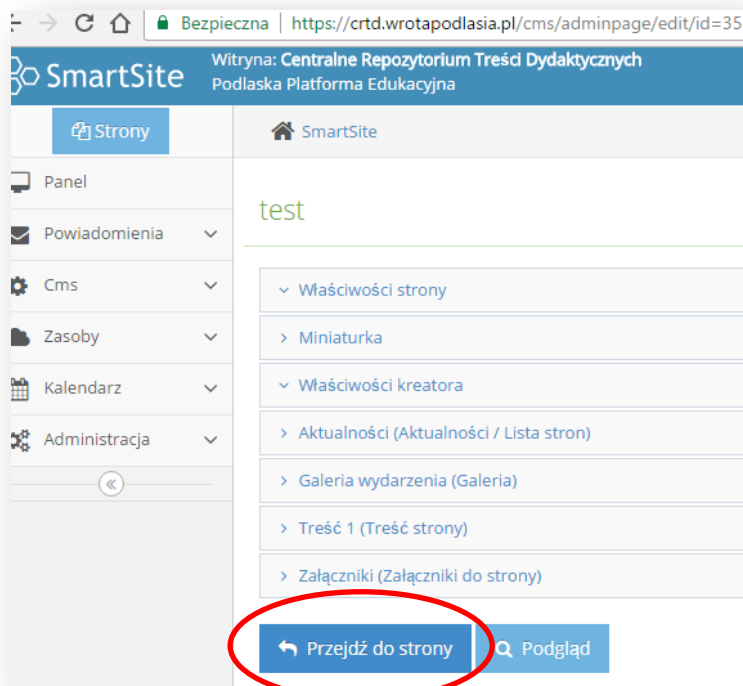 Bezpieczna | https://crtd.wrotapodlasia.pl/cms/adminpage/edit/id=35
SmartSite
Witryna: Centralne Repozytorium Treści Dydaktycznych
Podlaska Platforma Edukacyjna
Strony
SmartSite
Panel
test
Powiadomienia
Właściwości strony
Cms
Miniaturka
Zasoby
Właściwości kreatora
Kalendarz
Aktualności (Aktualności / Lista stron)
Administracja
Galeria wydarzenia (Galeria)
Treść 1 (Treść strony)
Załączniki (Załączniki do strony)
Przejdź do strony
Podgląd